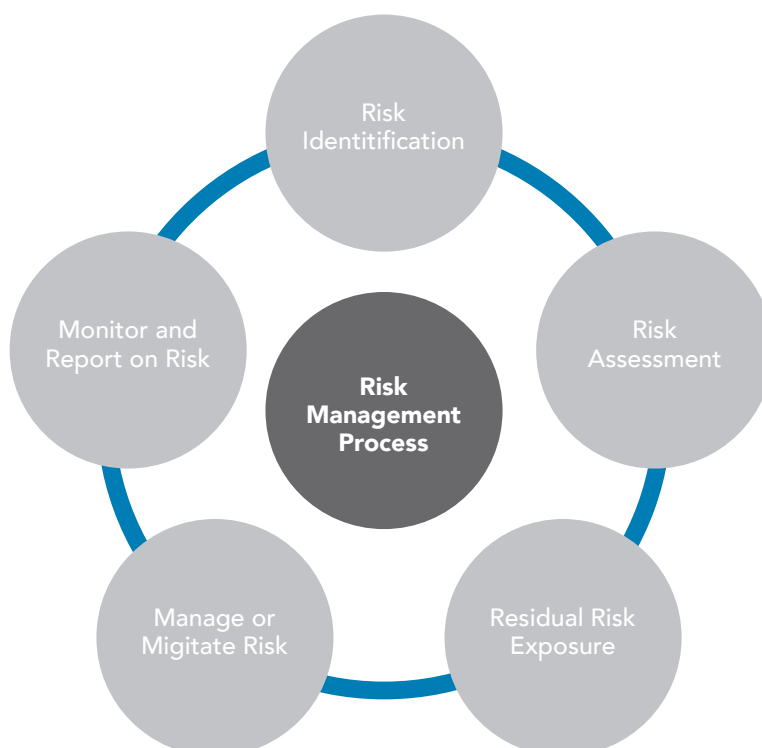 Risk
Identitification
Monitor and
Report on Risk
Risk
Assessment
Risk
Management
Process
Manage or
Migitate Risk
Residual Risk
Exposure